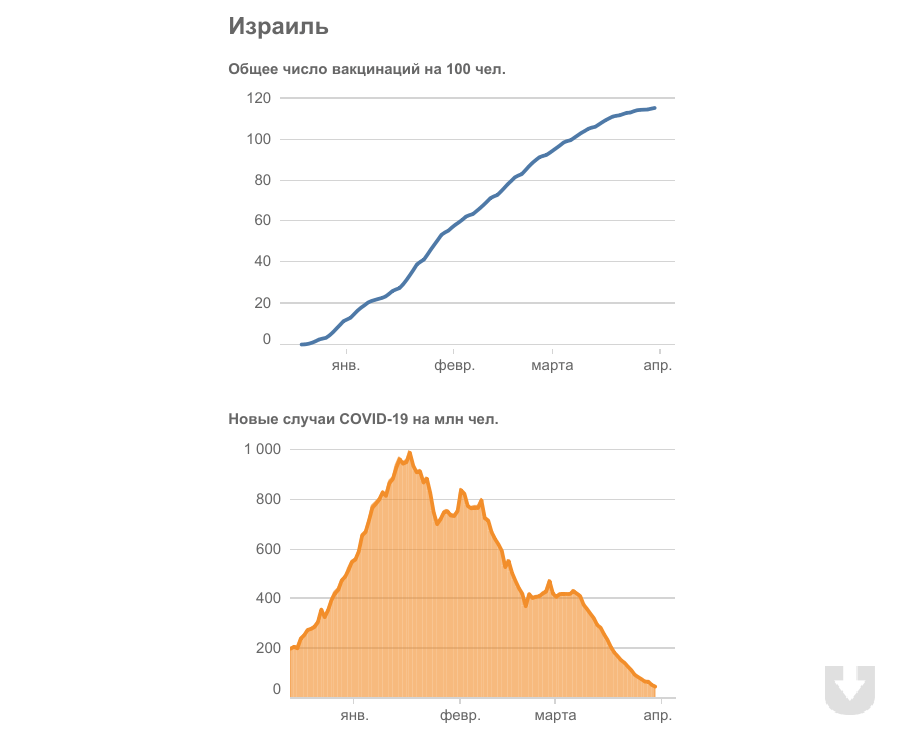 Израиль
Общее число вакцинаций на 100 чел.
120
100
80
60
40
20
0
янв. февр. марта апр.
Новые случаи COVID-19 на млн чел.
1 000
800
600
400
200
0
янв. февр. марта апр.